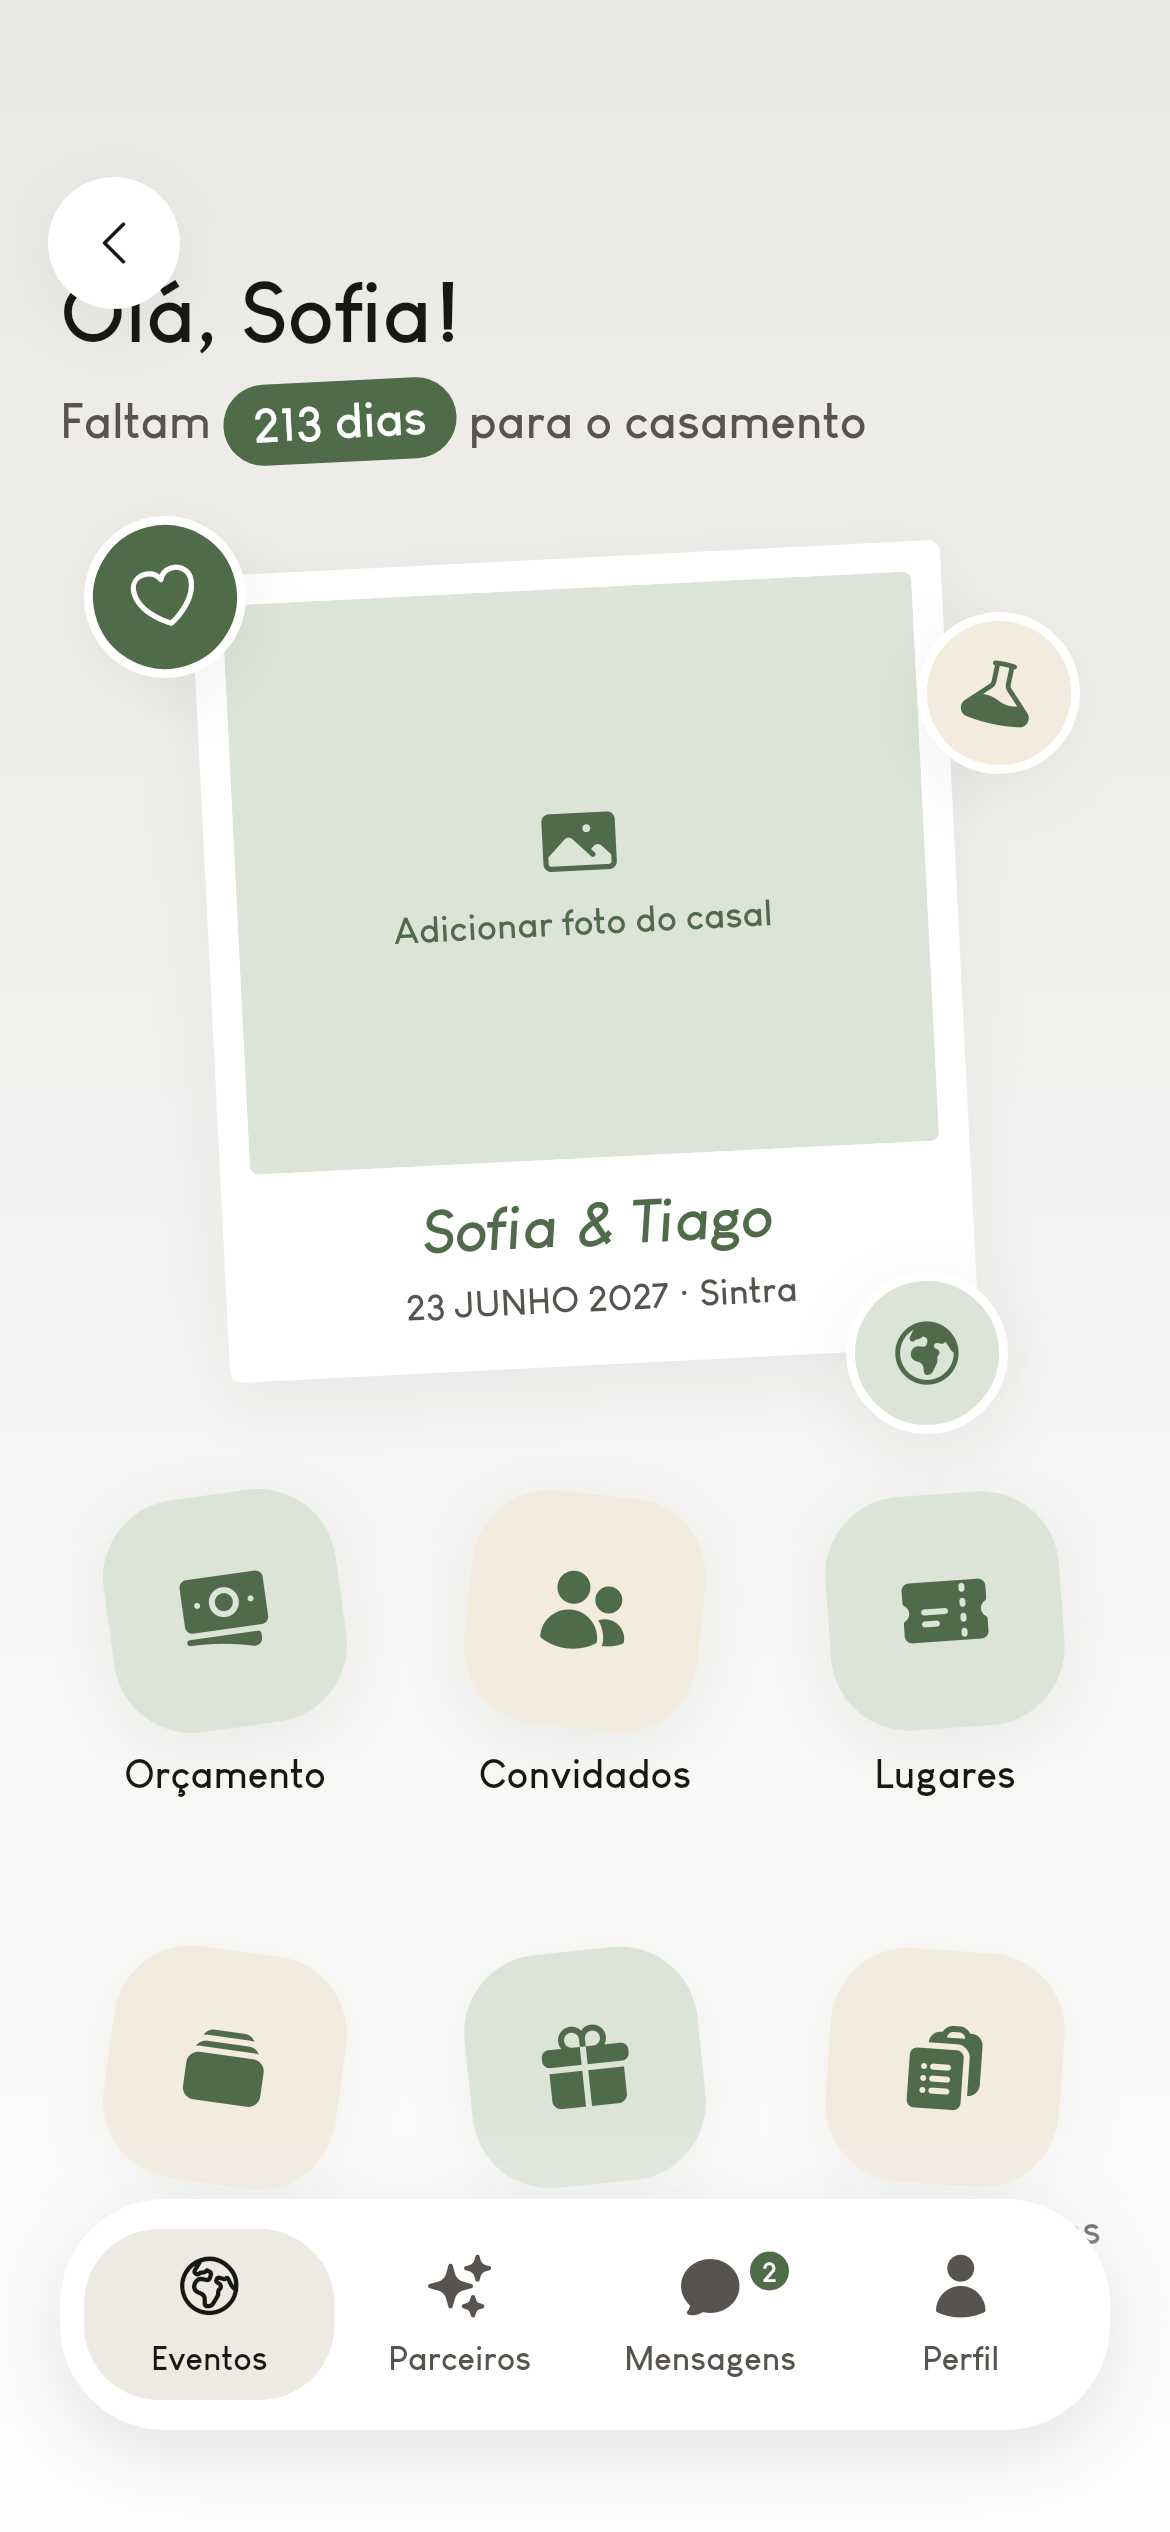 Olá, Sofia!
Faltam 213 dias para o casamento
Adicionar foto do casal
Sofia & Tiago
23 JUNHO 2027 · Sintra
Orçamento
Convidados
Lugares
2
Eventos
Parceiros
Mensagens
Perfil